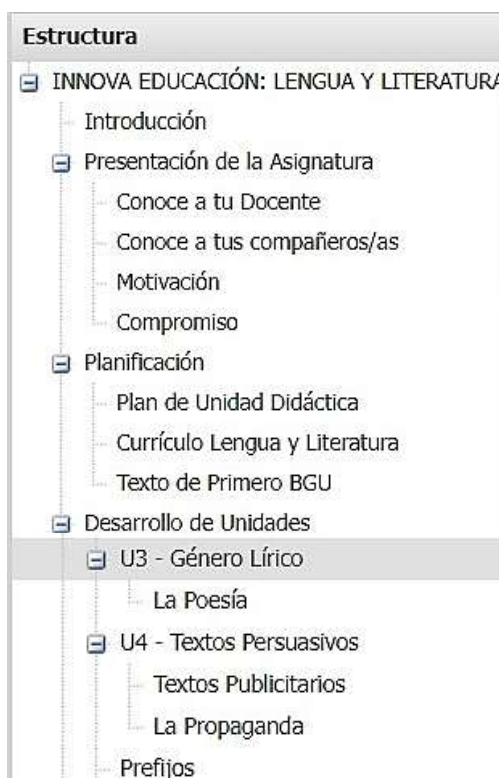 Estructura
INNOVA EDUCACIÓN: LENGUA Y LITERATURA
Introducción
Presentación de la Asignatura
Conoce a tu Docente
Conoce a tus compañeros/as
Motivación
Compromiso
Planificación
Plan de Unidad Didáctica
Currículo Lengua y Literatura
Texto de Primero BGU
Desarrollo de Unidades
U3 - Género Lírico
La Poesía
U4 - Textos Persuasivos
Textos Publicitarios
La Propaganda
Prefijos